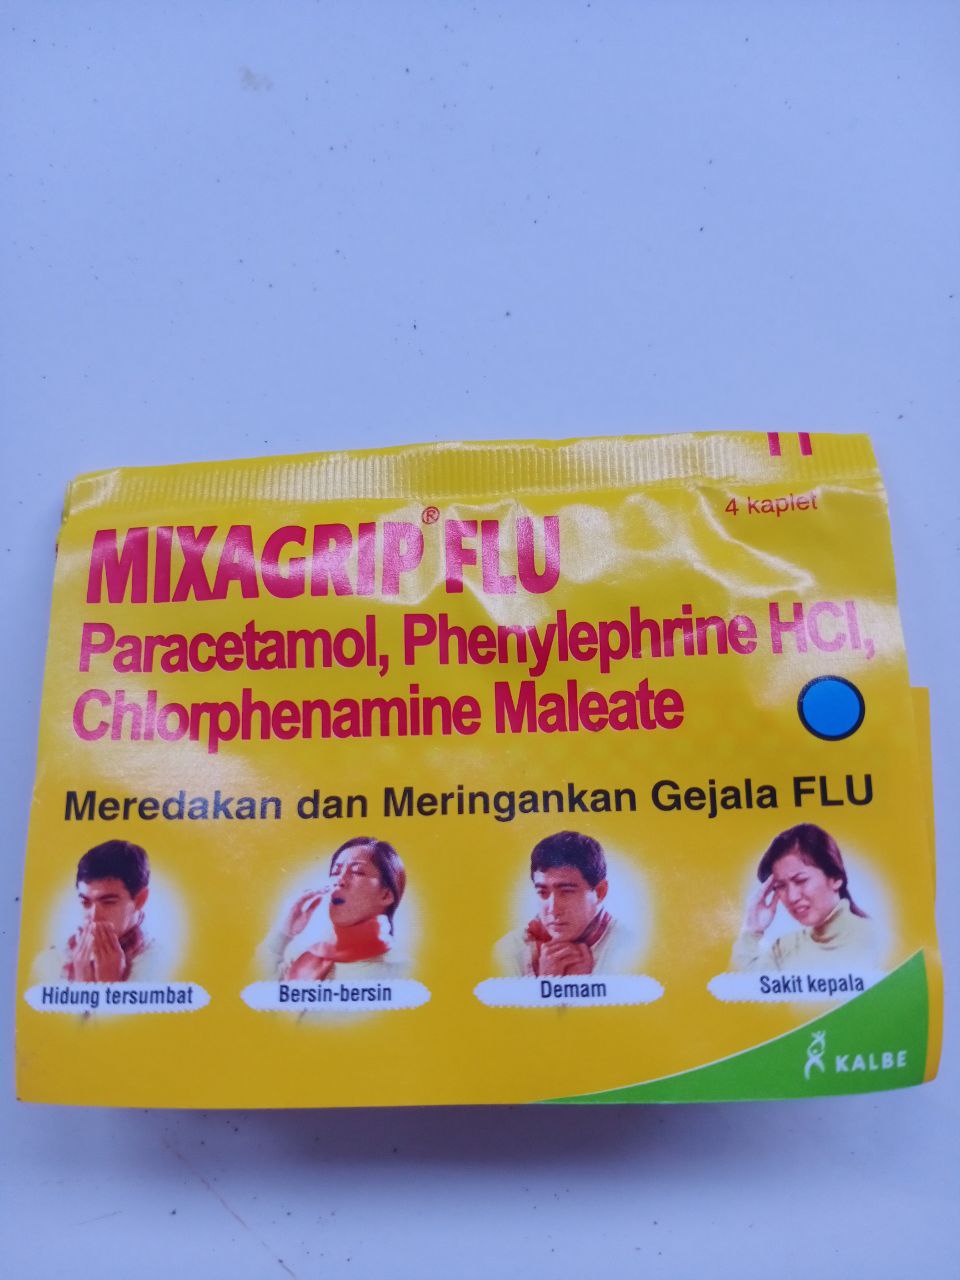 4 kaplet
MIXAGRIP® FLU
Paracetamol, Phenylephrine HCl,
Chlorphenamine Maleate
Meredakan dan Meringankan Gejala FLU
Hidung tersumbat
Bersin-bersin
Demam
Sakit kepala
KALBE